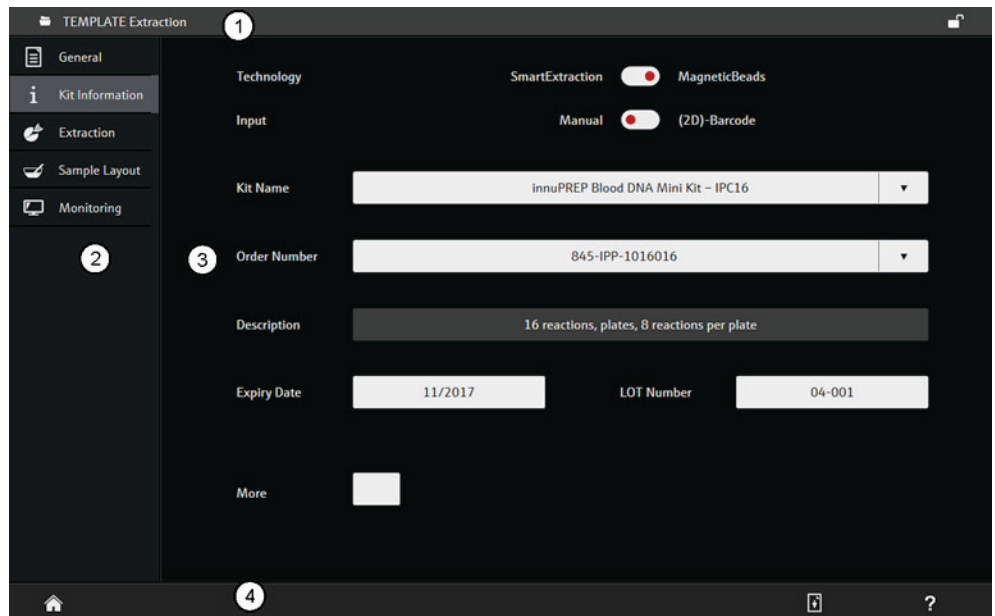 TEMPLATE Extraction 1
General
Kit Information
Extraction
Sample Layout
Monitoring
2
Technology SmartExtraction MagneticBeads
Input Manual (2D)-Barcode
Kit Name innuPREP Blood DNA Mini Kit – IPC16
3 Order Number 845-IPP-1016016
Description 16 reactions, plates, 8 reactions per plate
Expiry Date 11/2017 LOT Number 04-001
More
4 ?